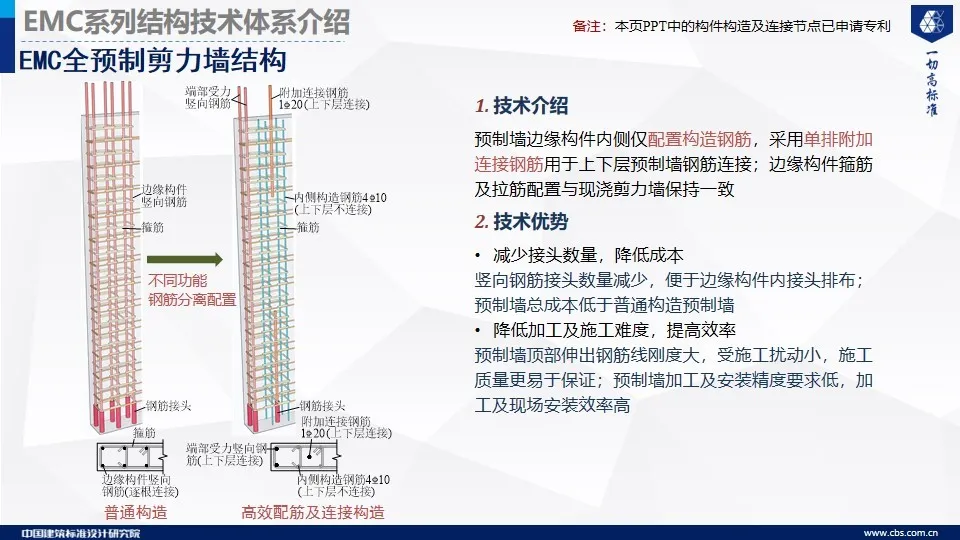 EMC系列结构技术体系介绍
备注：本页PPT中的构件构造及连接节点已申请专利
EMC全预制剪力墙结构
一切高标准
端部受力
竖向钢筋
附加连接钢筋
1Φ20(上下层连接)
边缘构件
竖向钢筋
箍筋
内侧构造钢筋4Φ10
(上下层不连接)
箍筋
不同功能
钢筋分离配置
钢筋接头
钢筋接头
箍筋
附加连接钢筋
1Φ20(上下层连接)
端部受力竖向钢
筋(上下层连接)
边缘构件竖向
钢筋(逐根连接)
内侧构造钢筋4Φ10
(上下层不连接)
普通构造
高效配筋及连接构造
1. 技术介绍
预制墙边缘构件内侧仅配置构造钢筋，采用单排附加
连接钢筋用于上下层预制墙钢筋连接；边缘构件箍筋
及拉筋配置与现浇剪力墙保持一致
2. 技术优势
• 减少接头数量，降低成本
竖向钢筋接头数量减少，便于边缘构件内接头排布；
预制墙总成本低于普通构造预制墙
• 降低加工及施工难度，提高效率
预制墙顶部伸出钢筋线刚度大，受施工扰动小，施工
质量更易于保证；预制墙加工及安装精度要求低，加
工及现场安装效率高
中国建筑标准设计研究院
www.cbs.com.cn